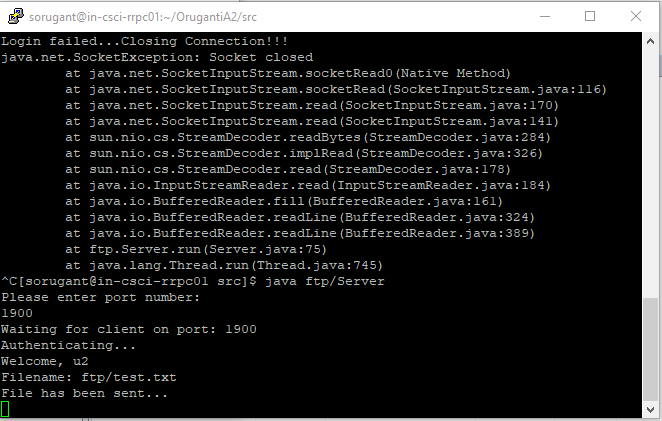 sorugant@in-csci-rrpc01:~/OrugantiA2/src
Login failed...Closing Connection!!!
java.net.SocketException: Socket closed
        at java.net.SocketInputStream.socketRead0(Native Method)
        at java.net.SocketInputStream.socketRead(SocketInputStream.java:116)
        at java.net.SocketInputStream.read(SocketInputStream.java:170)
        at java.net.SocketInputStream.read(SocketInputStream.java:141)
        at sun.nio.cs.StreamDecoder.readBytes(StreamDecoder.java:284)
        at sun.nio.cs.StreamDecoder.implRead(StreamDecoder.java:326)
        at sun.nio.cs.StreamDecoder.read(StreamDecoder.java:178)
        at java.io.InputStreamReader.read(InputStreamReader.java:184)
        at java.io.BufferedReader.fill(BufferedReader.java:161)
        at java.io.BufferedReader.readLine(BufferedReader.java:324)
        at java.io.BufferedReader.readLine(BufferedReader.java:389)
        at ftp.Server.run(Server.java:75)
        at java.lang.Thread.run(Thread.java:745)
^C[sorugant@in-csci-rrpc01 src]$ java ftp/Server
Please enter port number:
1900
Waiting for client on port: 1900
Authenticating...
Welcome, u2
Filename: ftp/test.txt
File has been sent...